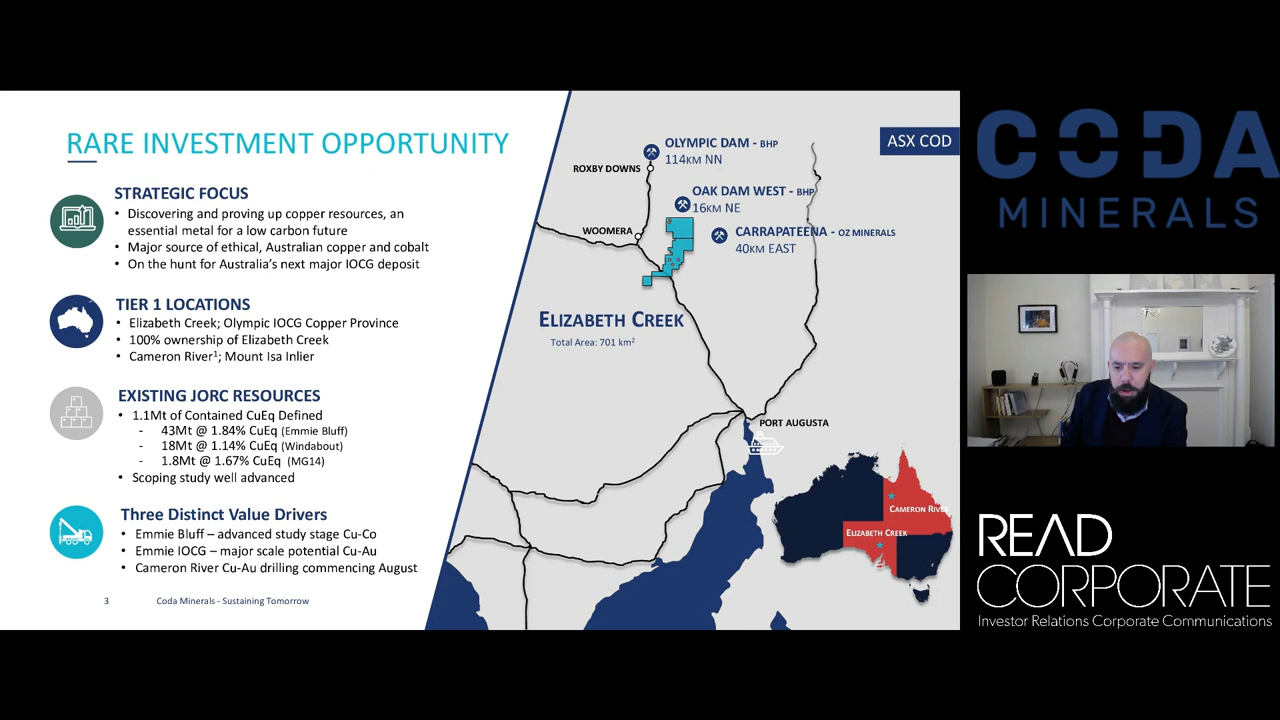 RARE INVESTMENT OPPORTUNITY
STRATEGIC FOCUS
• Discovering and proving up copper resources, an
essential metal for a low carbon future
• Major source of ethical, Australian copper and cobalt
• On the hunt for Australia's next major IOCG deposit
TIER 1 LOCATIONS
• Elizabeth Creek; Olympic IOCG Copper Province
• 100% ownership of Elizabeth Creek
• Cameron River¹; Mount Isa Inlier
EXISTING JORC RESOURCES
• 1.1Mt of Contained CuEq Defined
- 43Mt @ 1.84% CuEq (Emmie Bluff)
- 18Mt @ 1.14% CuEq (Windabout)
- 1.8Mt @ 1.67% CuEq (MG14)
• Scoping study well advanced
Three Distinct Value Drivers
• Emmie Bluff – advanced study stage Cu-Co
• Emmie IOCG – major scale potential Cu-Au
• Cameron River Cu-Au drilling commencing August
3 Coda Minerals - Sustaining Tomorrow
ASX COD
OLYMPIC DAM - BHP
114KM NN
ROXBY DOWNS
OAK DAM WEST - BHP
16KM NE
WOOMERA
CARRAPATEENA - OZ MINERALS
40KM EAST
ELIZABETH CREEK
Total Area: 701 km²
PORT AUGUSTA
CAMERON RIVER
ELIZABETH CREEK
CODA
MINERALS
READ
CORPORATE
Investor Relations Corporate Communications